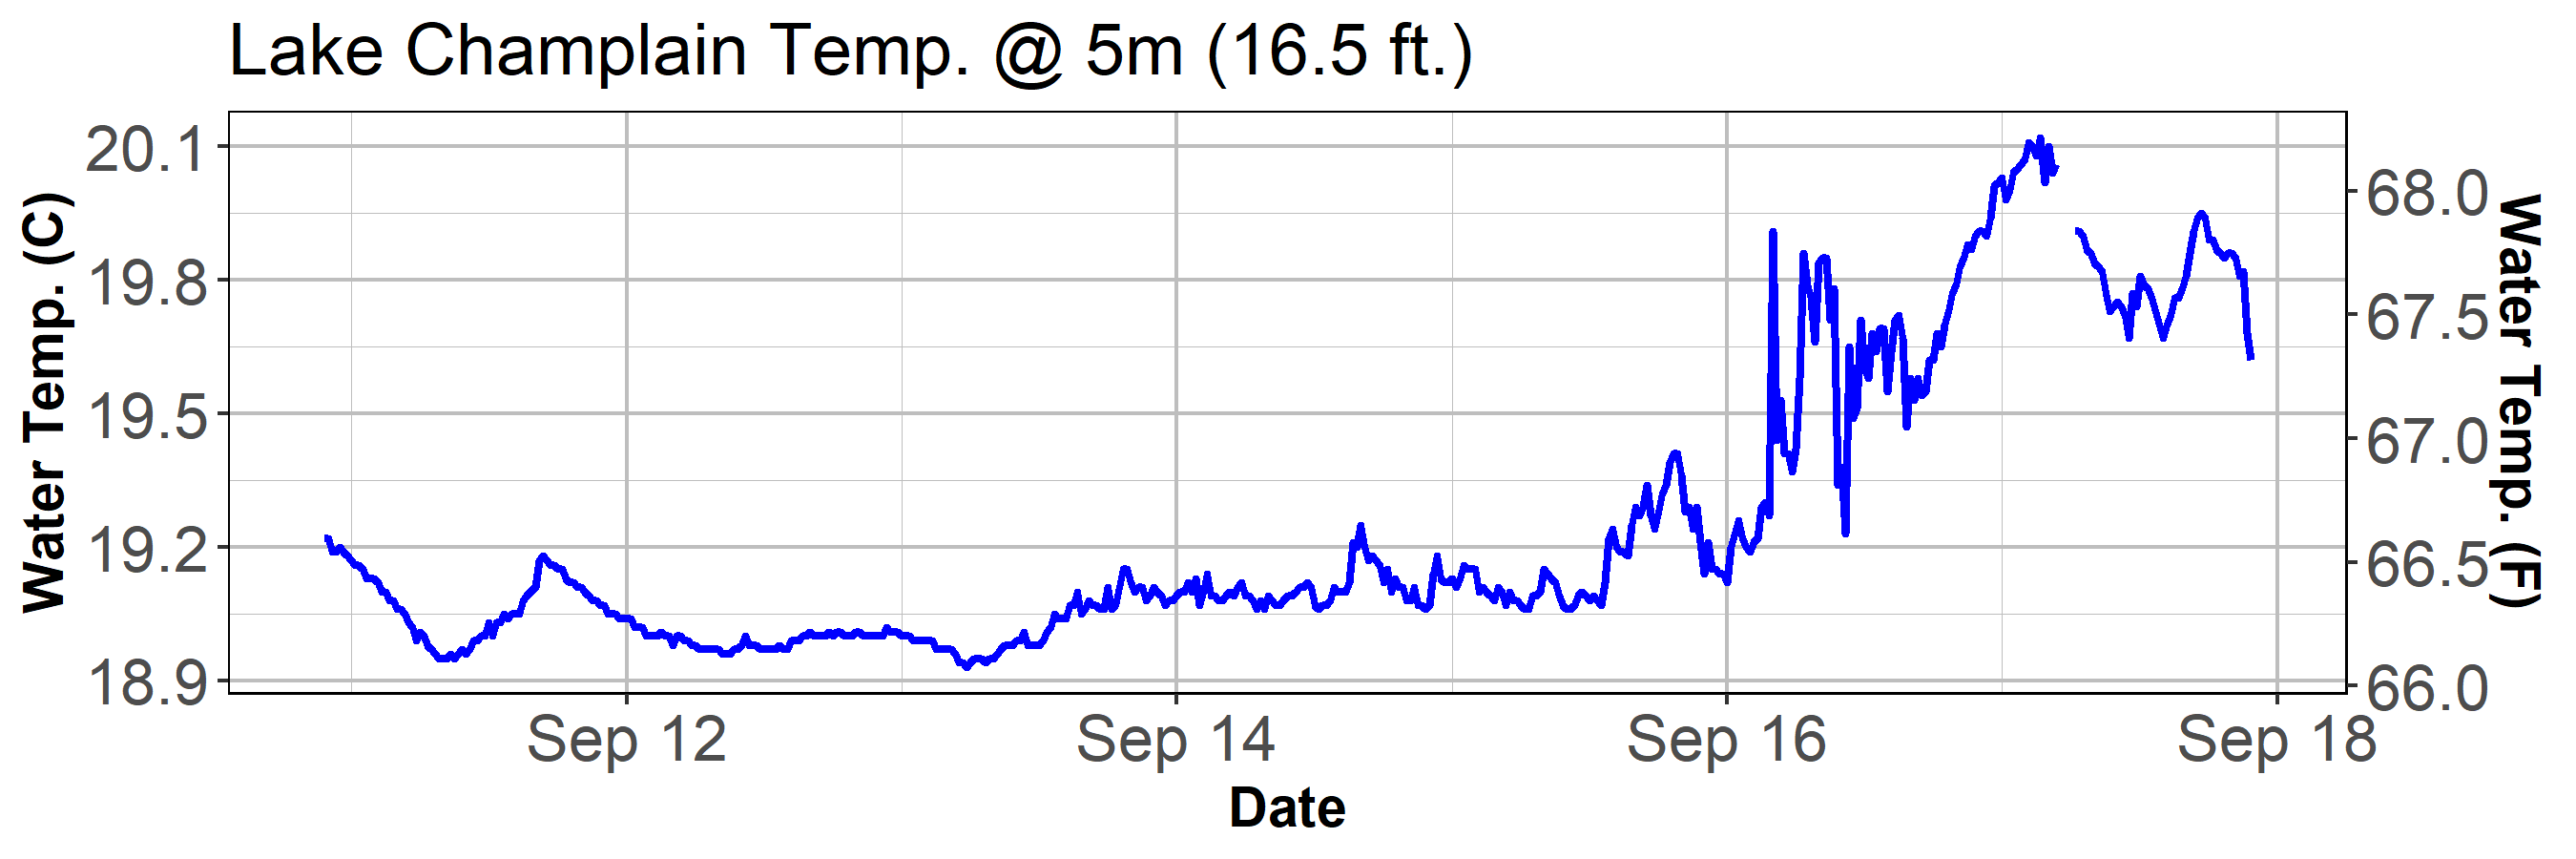 Lake Champlain Temp. @ 5m (16.5 ft.)
Water Temp. (C)
20.1
19.8
19.5
19.2
18.9
68.0
67.5
67.0
66.5
66.0
Water Temp. (F)
Sep 12 Sep 14 Sep 16 Sep 18
Date